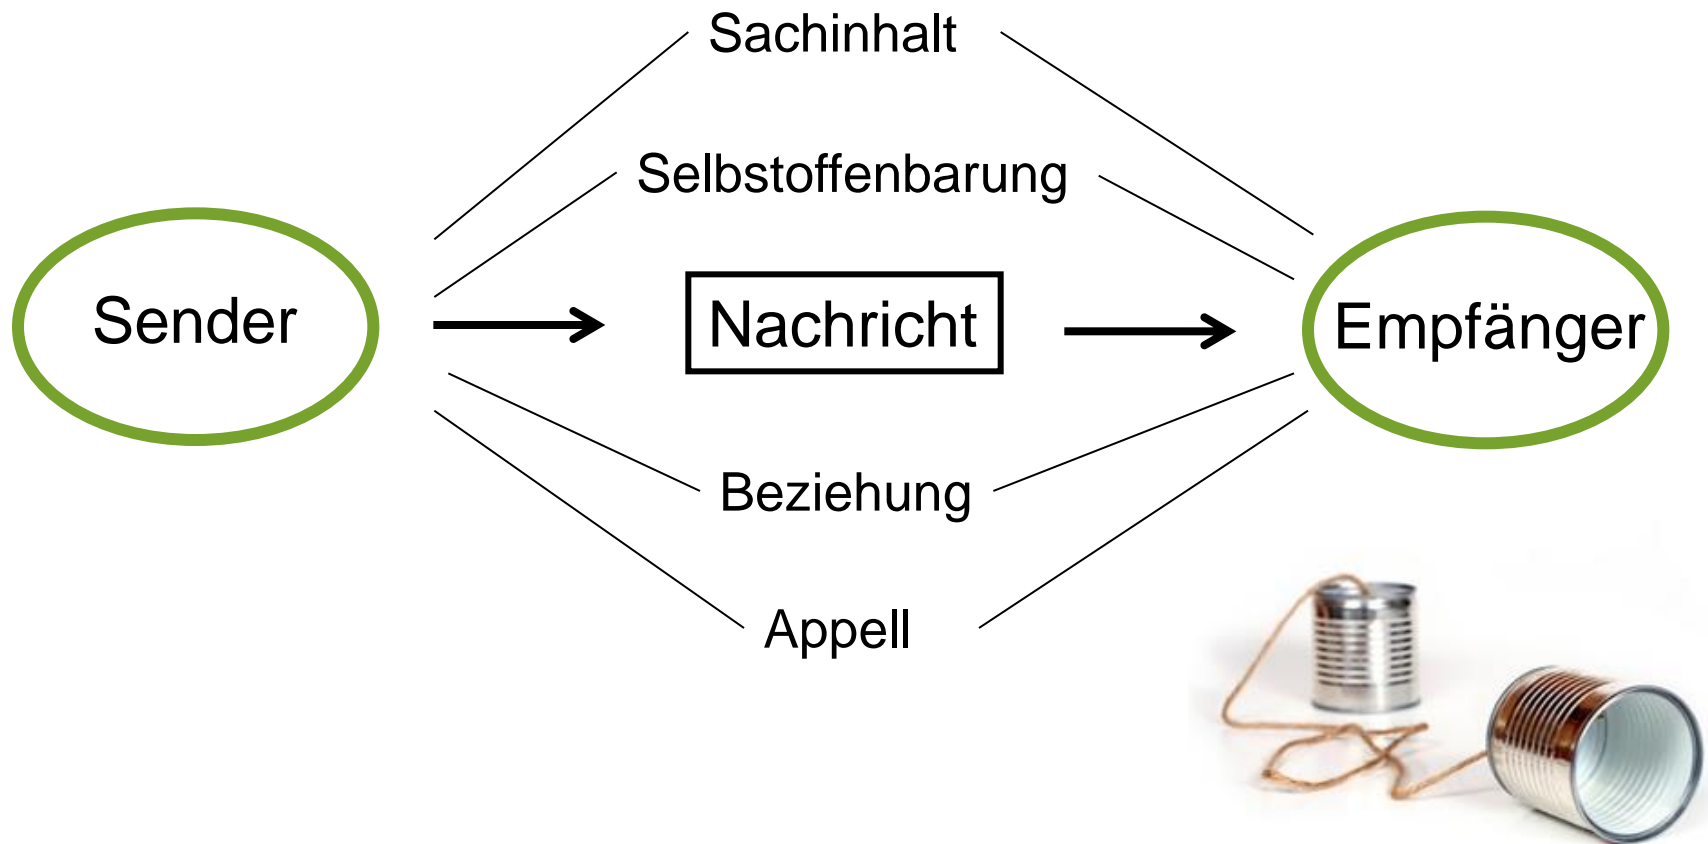 Sachinhalt
Selbstoffenbarung
Sender
Nachricht
Empfänger
Beziehung
Appell